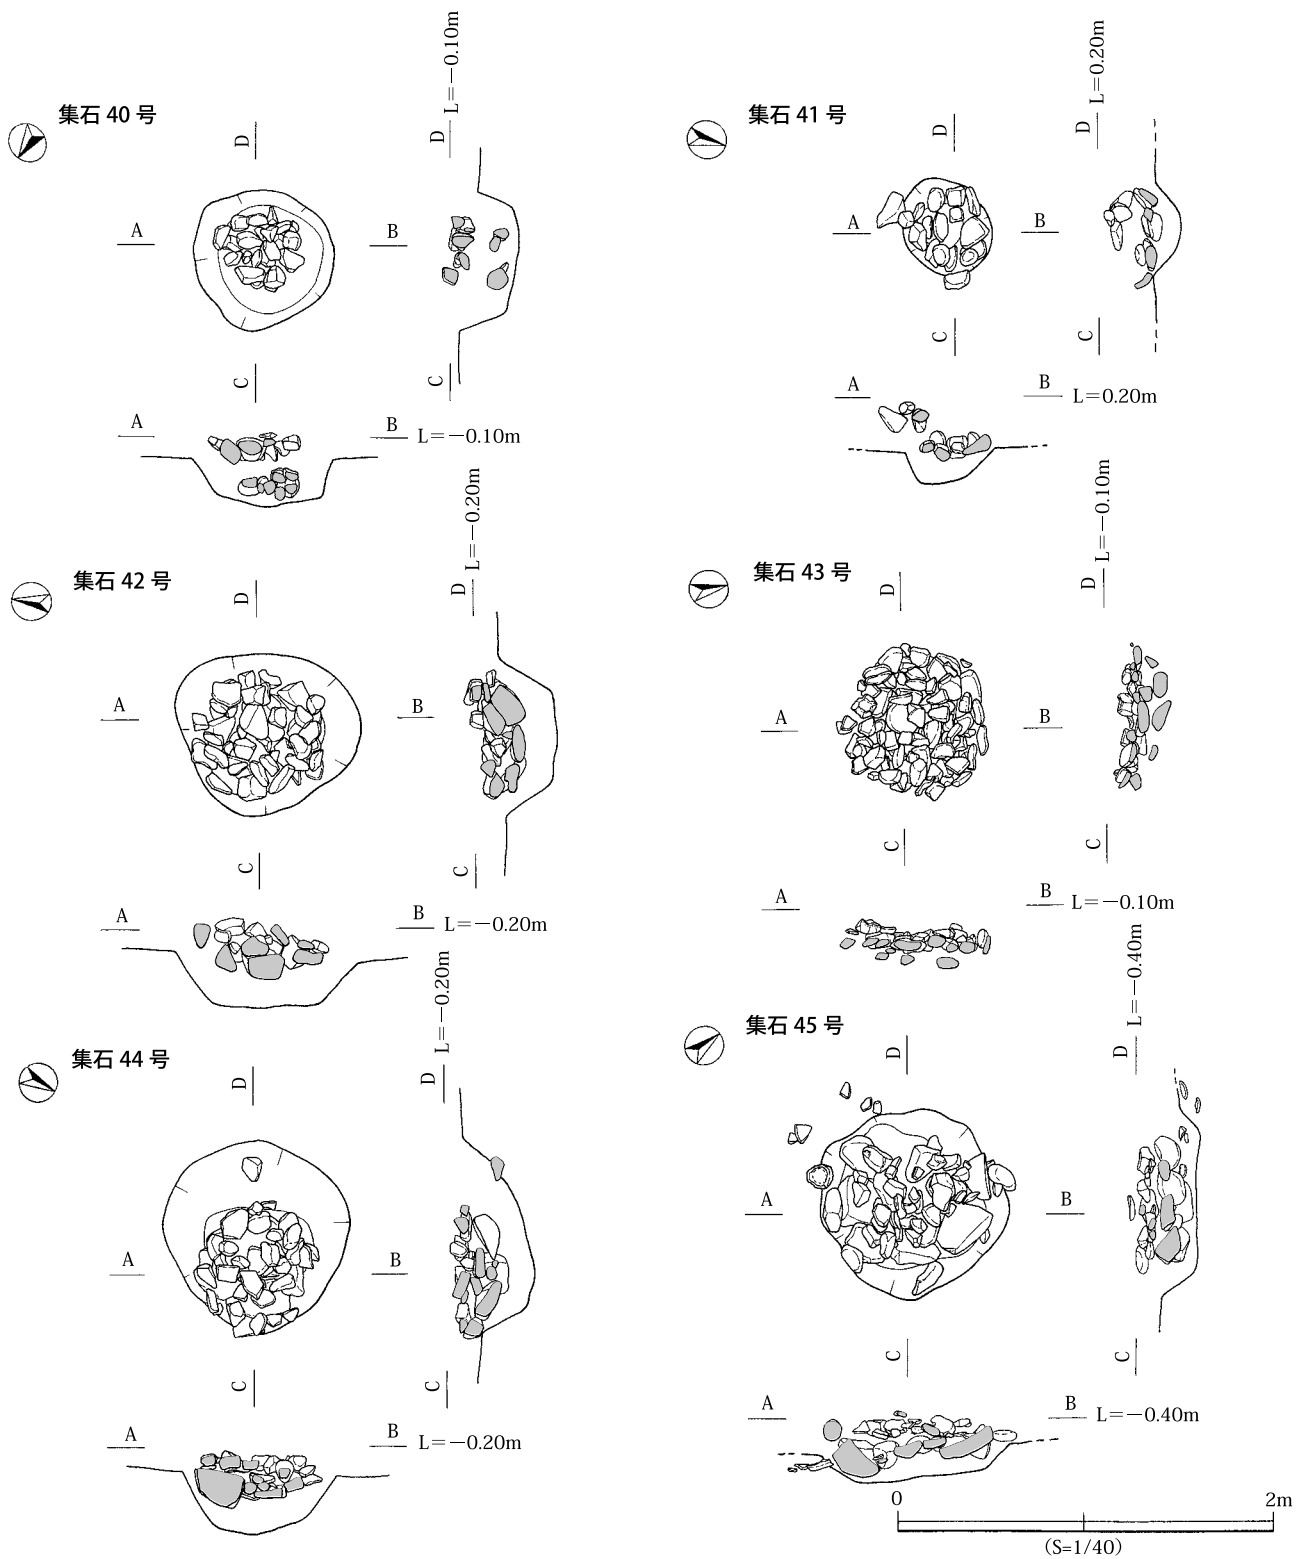 集石 40 号
D
L=−0.10m
D
A
B
C
C
A
B L=−0.10m
集石 41 号
D
L=0.20m
D
A
B
C
C
A
B L=0.20m
集石 42 号
D
L=−0.20m
D
A
B
C
C
A
B L=−0.20m
集石 43 号
D
L=−0.10m
D
A
B
C
C
A
B L=−0.10m
集石 44 号
D
L=−0.20m
D
A
B
C
C
A
B L=−0.20m
集石 45 号
D
L=−0.40m
D
A
B
C
C
A
B L=−0.40m
0 2m
（S=1/40）